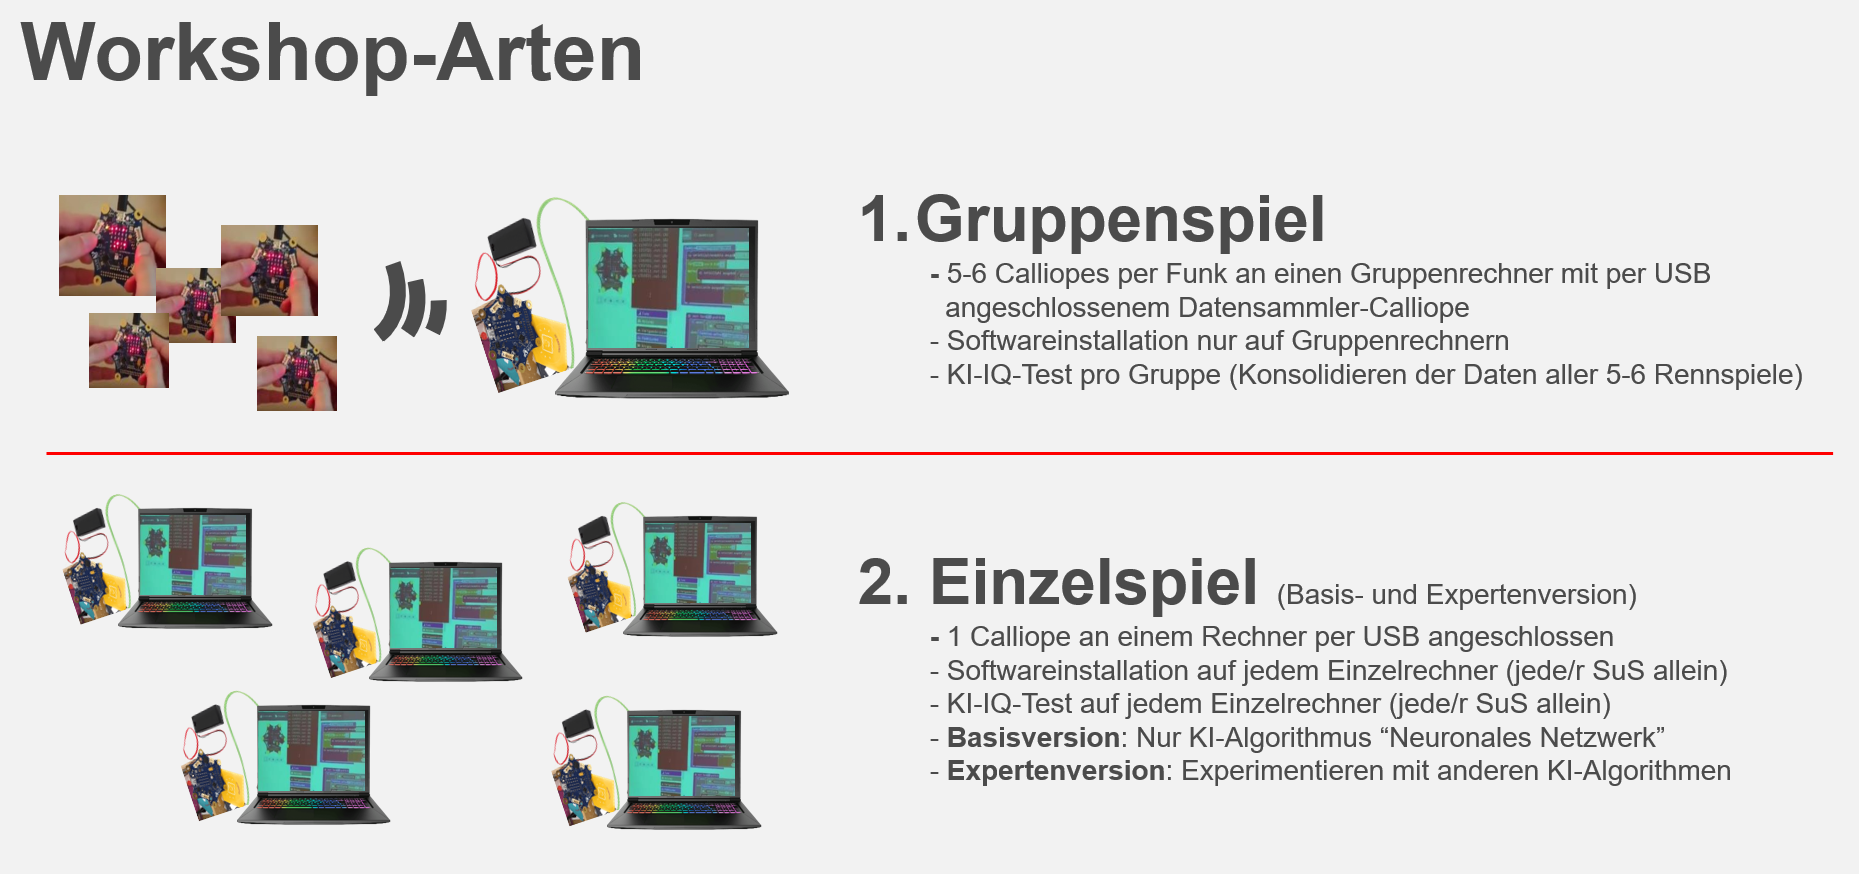 Workshop-Arten
1. Gruppenspiel
- 5-6 Calliopes per Funk an einen Gruppenrechner mit per USB
angeschlossenem Datensammler-Calliope
- Softwareinstallation nur auf Gruppenrechnern
- KI-IQ-Test pro Gruppe (Konsolidieren der Daten aller 5-6 Rennspiele)
2. Einzelspiel (Basis- und Expertenversion)
- 1 Calliope an einem Rechner per USB angeschlossen
- Softwareinstallation auf jedem Einzelrechner (jede/r SuS allein)
- KI-IQ-Test auf jedem Einzelrechner (jede/r SuS allein)
- Basisversion: Nur KI-Algorithmus “Neuronales Netzwerk”
- Expertenversion: Experimentieren mit anderen KI-Algorithmen